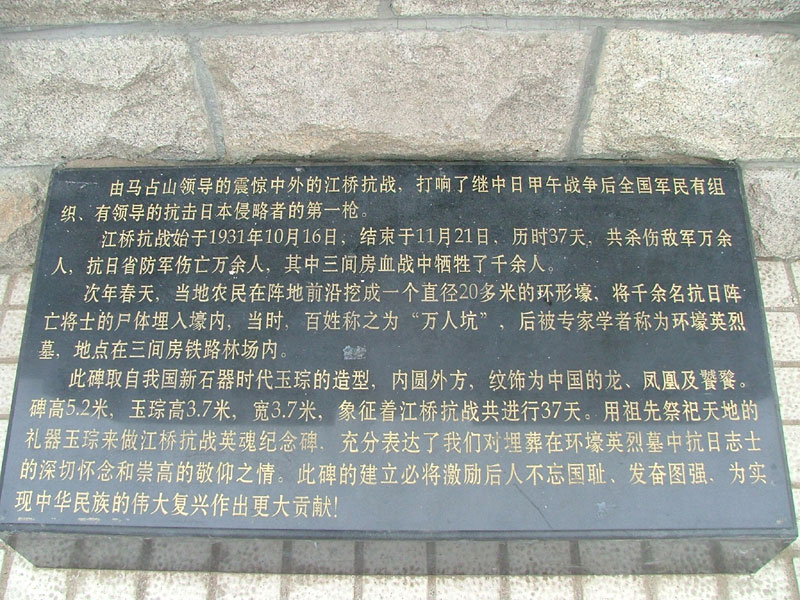 由马占山领导的震惊中外的江桥抗战，打响了继中日甲午战争后全国军民有组
织、有领导的抗击日本侵略者的第一枪。
江桥抗战始于1931年10月16日，结束于11月21日，历时37天，共杀伤敌军万余
人，抗日省防军伤亡万余人，其中三间房血战中牺牲了千余人。
次年春天，当地农民在阵地前沿挖成一个直径20多米的环形壕，将千余名抗日阵
亡将士的尸体埋入壕内，当时，百姓称之为“万人坑”，后被专家学者称为环壕英烈
墓，地点在三间房铁路林场内。
此碑取自我国新石器时代玉琮的造型，内圆外方，纹饰为中国的龙、凤凰及饕餮。
碑高5.2米，玉琮高3.7米，宽3.7米，象征着江桥抗战共进行37天。用祖先祭祀天地的
礼器玉琮来做江桥抗战英魂纪念碑，充分表达了我们对埋葬在环壕英烈墓中抗日志士
的深切怀念和崇高的敬仰之情。此碑的建立必将激励后人不忘国耻、发奋图强，为实
现中华民族的伟大复兴作出更大贡献！